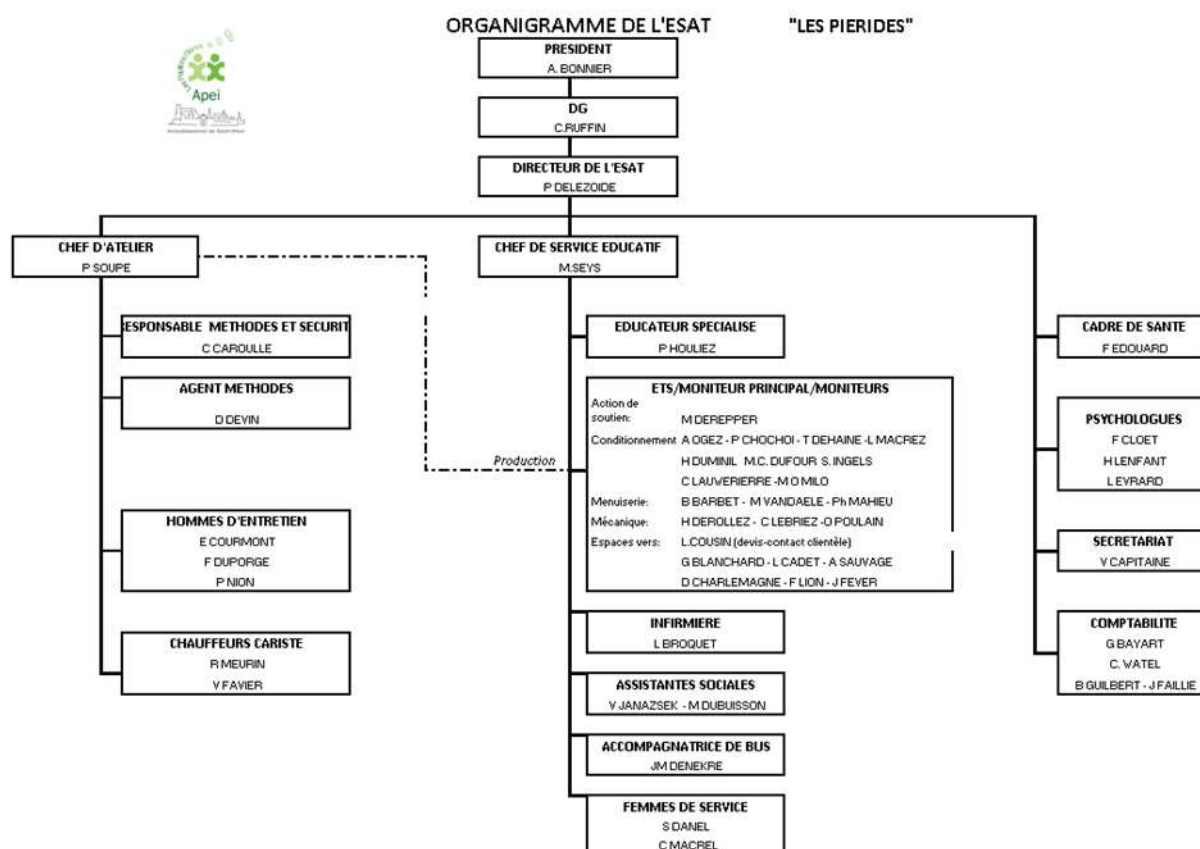 ORGANIGRAMME DE L'ESAT "LES PIERIDES"
Apei
PRESIDENT
A. BONNIER
DG
C.RUFFIN
DIRECTEUR DE L'ESAT
P DELEZOIDE
CHEF D'ATELIER
P SOUPE
CHEF DE SERVICE EDUCATIF
M.SEYS
ESPONSABLE METHODES ET SECURIT
C CAROULLE
AGENT METHODES
D DEVIN
HOMMES D'ENTRETIEN
E COURMONT
F DUPORGE
P NION
CHAUFFEURS CARISTE
R MEURIN
V FAVIER
Production
EDUCATEUR SPECIALISE
P HOULIEZ
ETS/MONITEUR PRINCIPAL/MONITEURS
Action de
soutien: M DEREPPER
Conditionnement A OGEZ - P CHOCHOI - T DEHAINE -L MACREZ
H DUMINIL M.C. DUFOUR S. INGELS
C LAUWERIERRE -M O MILO
Menuiserie: B BARBET - M VANDAELE - Ph MAHIEU
Mécanique: H DEROLLEZ - C LEBRIEZ -O POULAIN
Espaces vers: L.COUSIN (devis-contact clientèle)
G BLANCHARD - L CADET - A SAUVAGE
D CHARLEMAGNE - F LION - J FEVER
INFIRMIERE
L BROQUET
ASSISTANTES SOCIALES
V JANAZSEK - M DUBUISSON
ACCOMPAGNATRICE DE BUS
JM DENEKRE
FEMMES DE SERVICE
S DANEL
C MACREL
CADRE DE SANTE
F EDOUARD
PSYCHOLOGUES
F CLOET
H LENFANT
L EVRARD
SECRETARIAT
V CAPITAINE
COMPTABILITE
G BAYART
C. WATEL
B GUILBERT - J FAILLIE